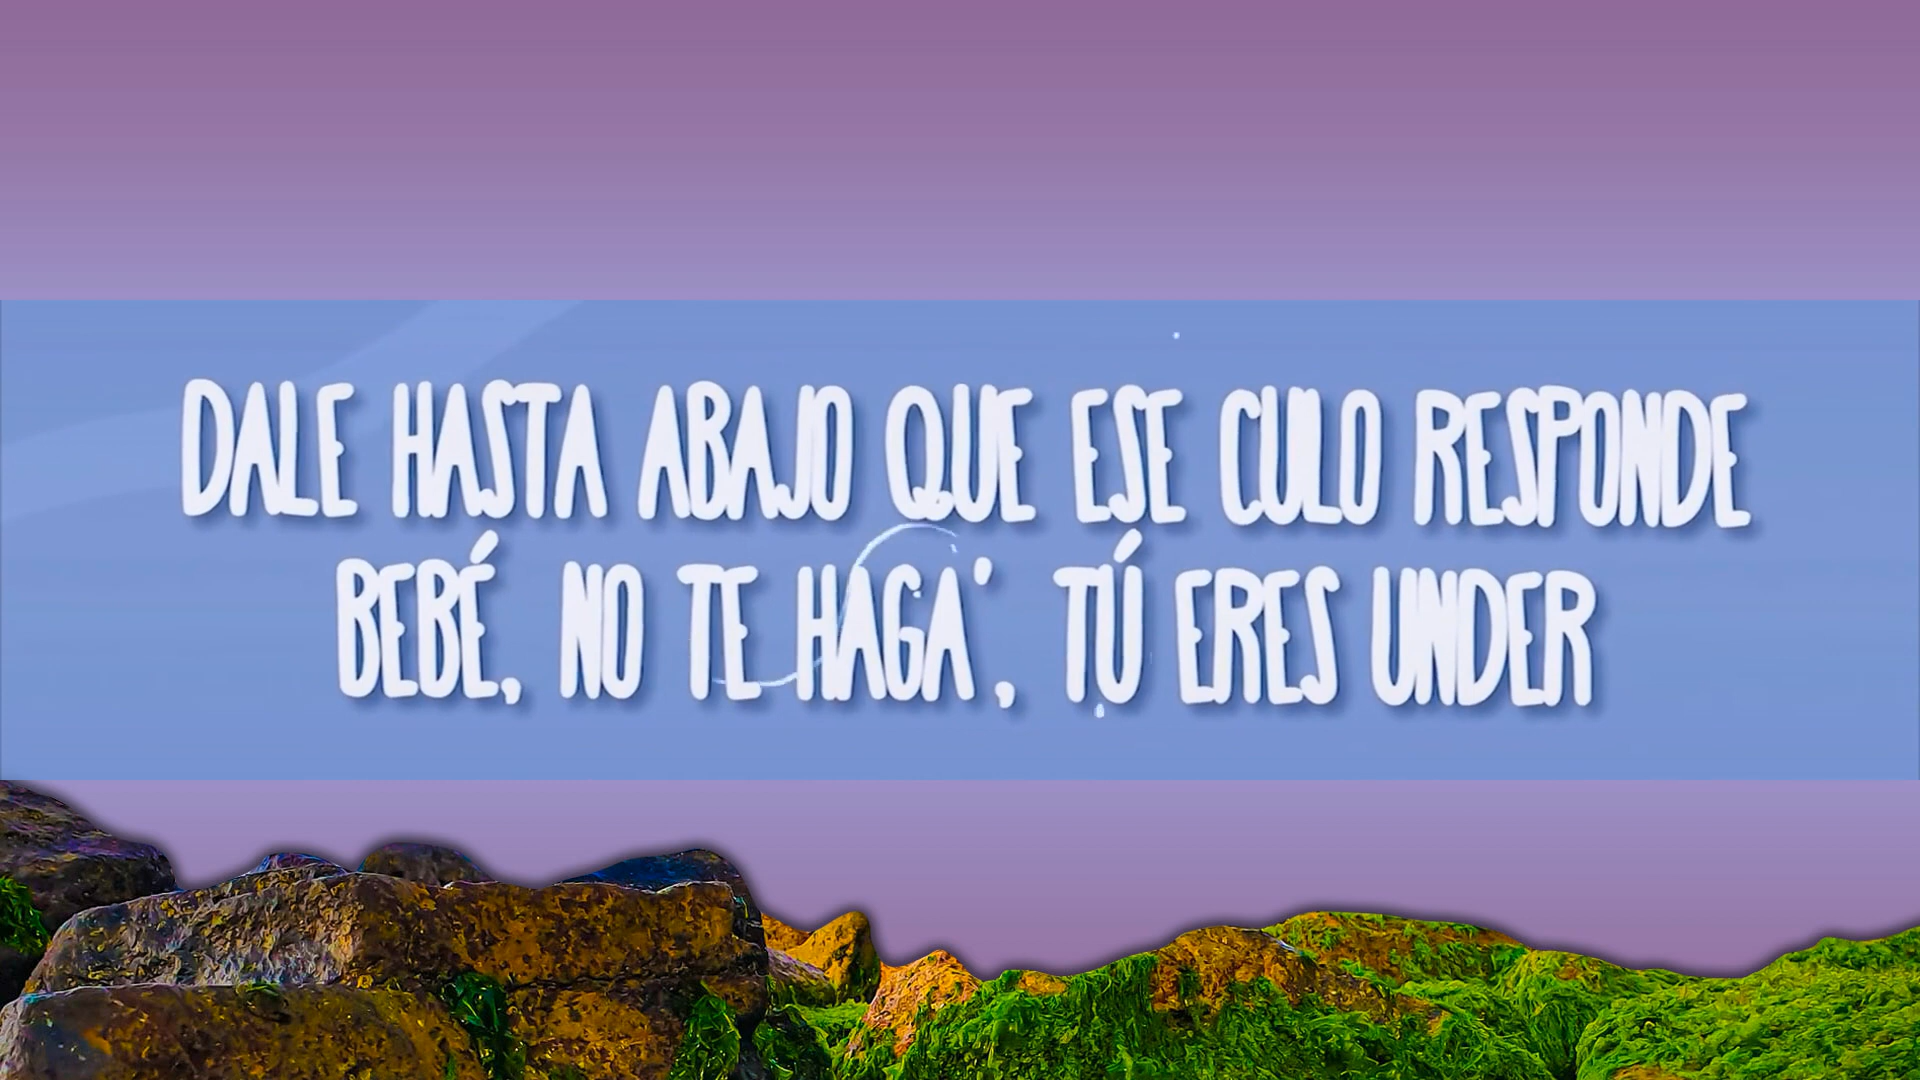 DALE HASTA ABAJO QUE ESE CULO RESPONDE
BEBÉ, NO TE HAGA', TÚ ERES UNDER